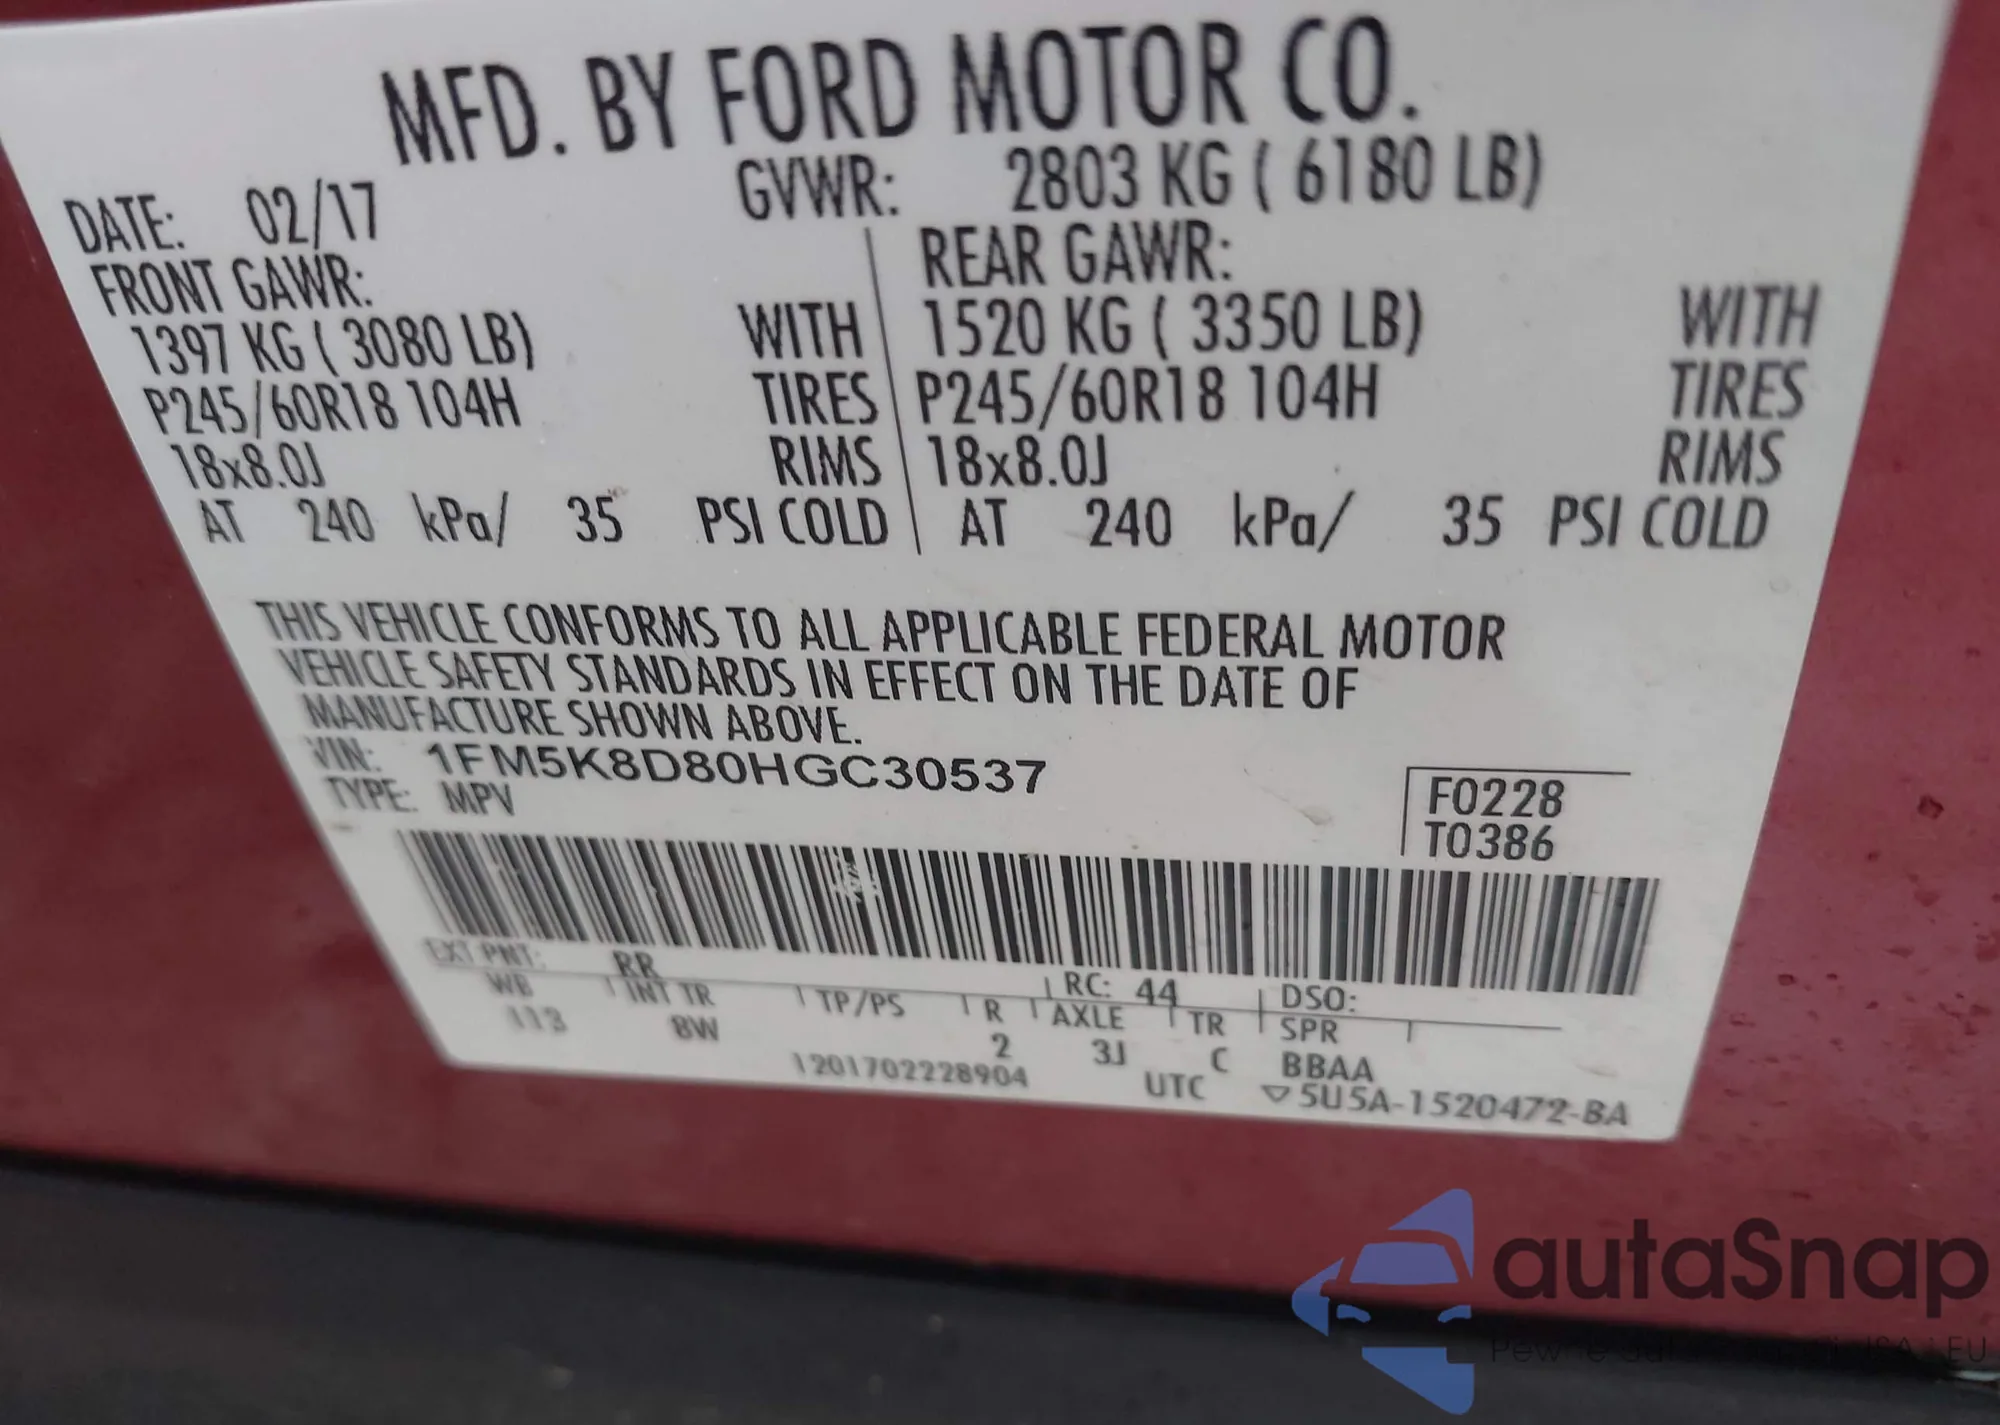 MFD. BY FORD MOTOR CO.
DATE: 02/17 GVWR: 2803 KG ( 6180 LB)
FRONT GAWR: REAR GAWR:
1397 KG ( 3080 LB) WITH 1520 KG ( 3350 LB) WITH
P245/60R18 104H TIRES P245/60R18 104H TIRES
18x8.0J RIMS 18x8.0J RIMS
AT 240 kPa/ 35 PSI COLD AT 240 kPa/ 35 PSI COLD
THIS VEHICLE CONFORMS TO ALL APPLICABLE FEDERAL MOTOR
VEHICLE SAFETY STANDARDS IN EFFECT ON THE DATE OF
MANUFACTURE SHOWN ABOVE.
VIN: 1FM5K8D80HGC30537
TYPE: MPV
F0228
T0386
EXT PNT: RR RC: 44 DSO:
WB INT TR TP/PS R AXLE TR SPR
113 8W 2 3J C BBAA
1201702228904 UTC ▽5U5A-1520472-BA
autaSnap